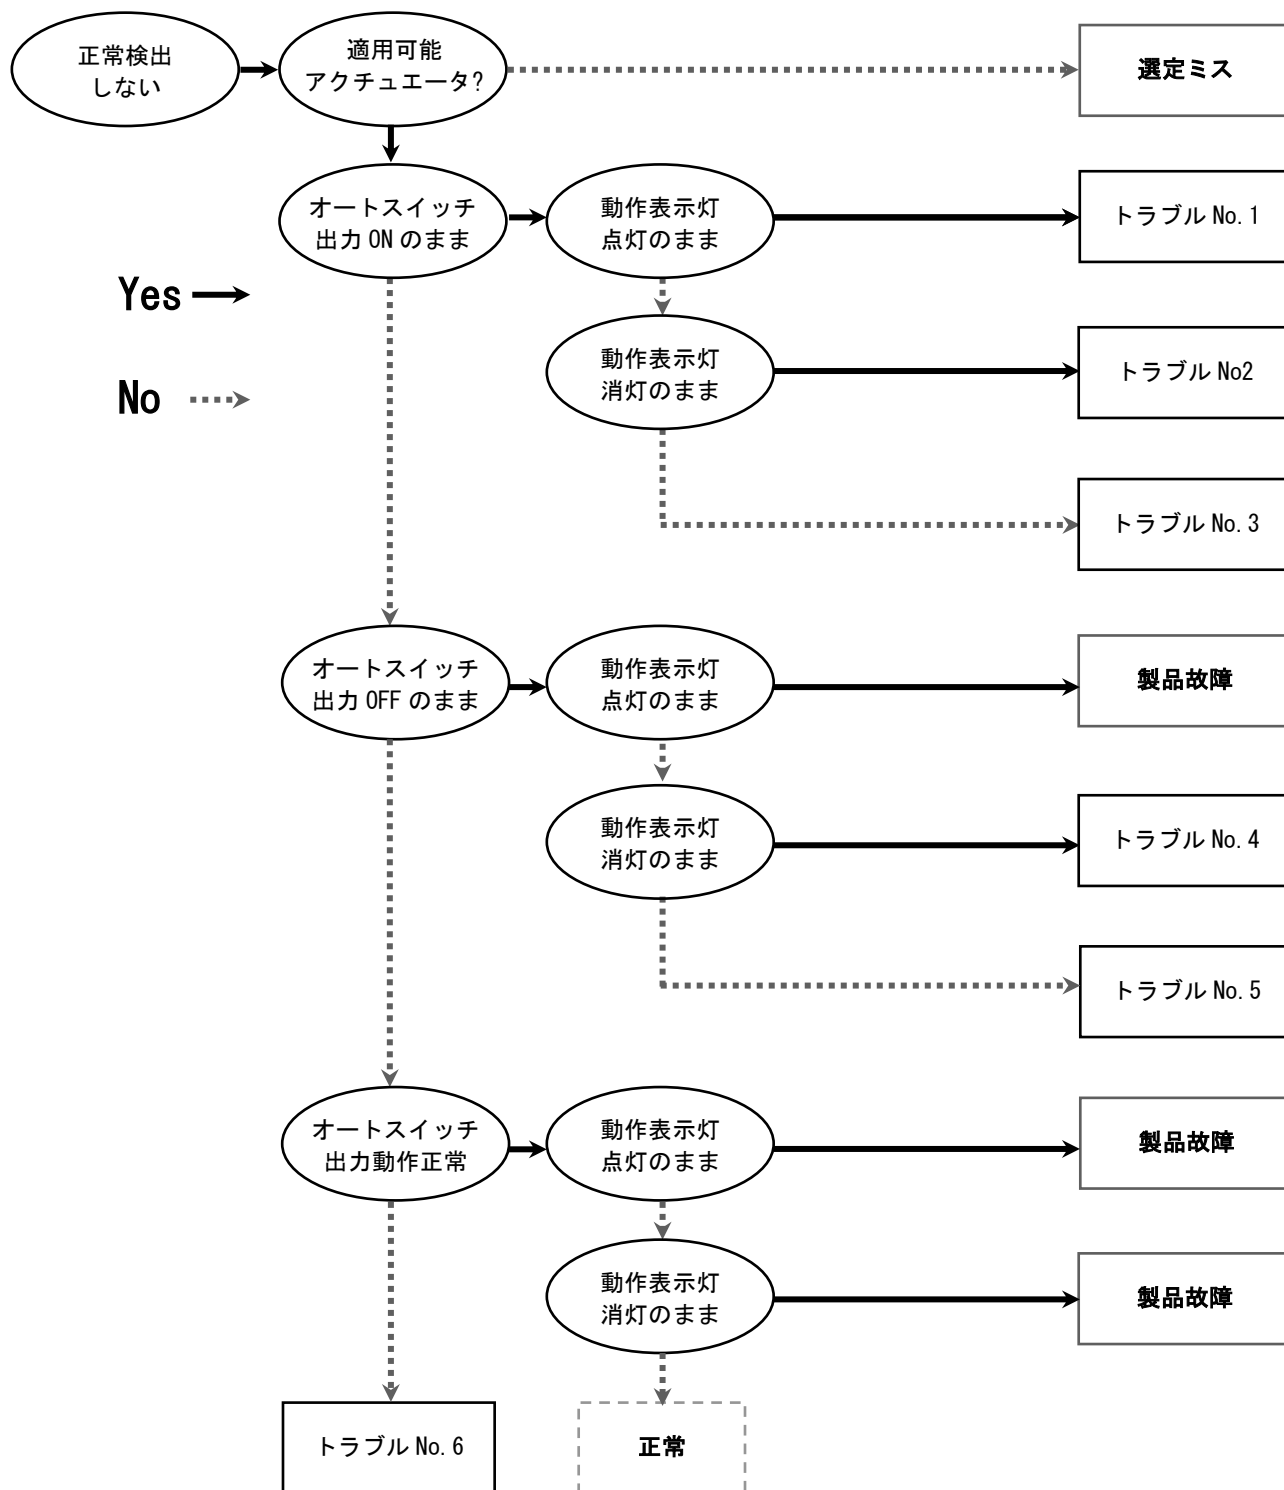 正常検出
しない
適用可能
アクチュエータ?
選定ミス
オートスイッチ
出力 ON のまま
動作表示灯
点灯のまま
トラブル No. 1
Yes
動作表示灯
消灯のまま
トラブル No2
No
トラブル No. 3
オートスイッチ
出力 OFF のまま
動作表示灯
点灯のまま
製品故障
動作表示灯
消灯のまま
トラブル No. 4
トラブル No. 5
オートスイッチ
出力動作正常
動作表示灯
点灯のまま
製品故障
動作表示灯
消灯のまま
製品故障
トラブル No. 6
正常